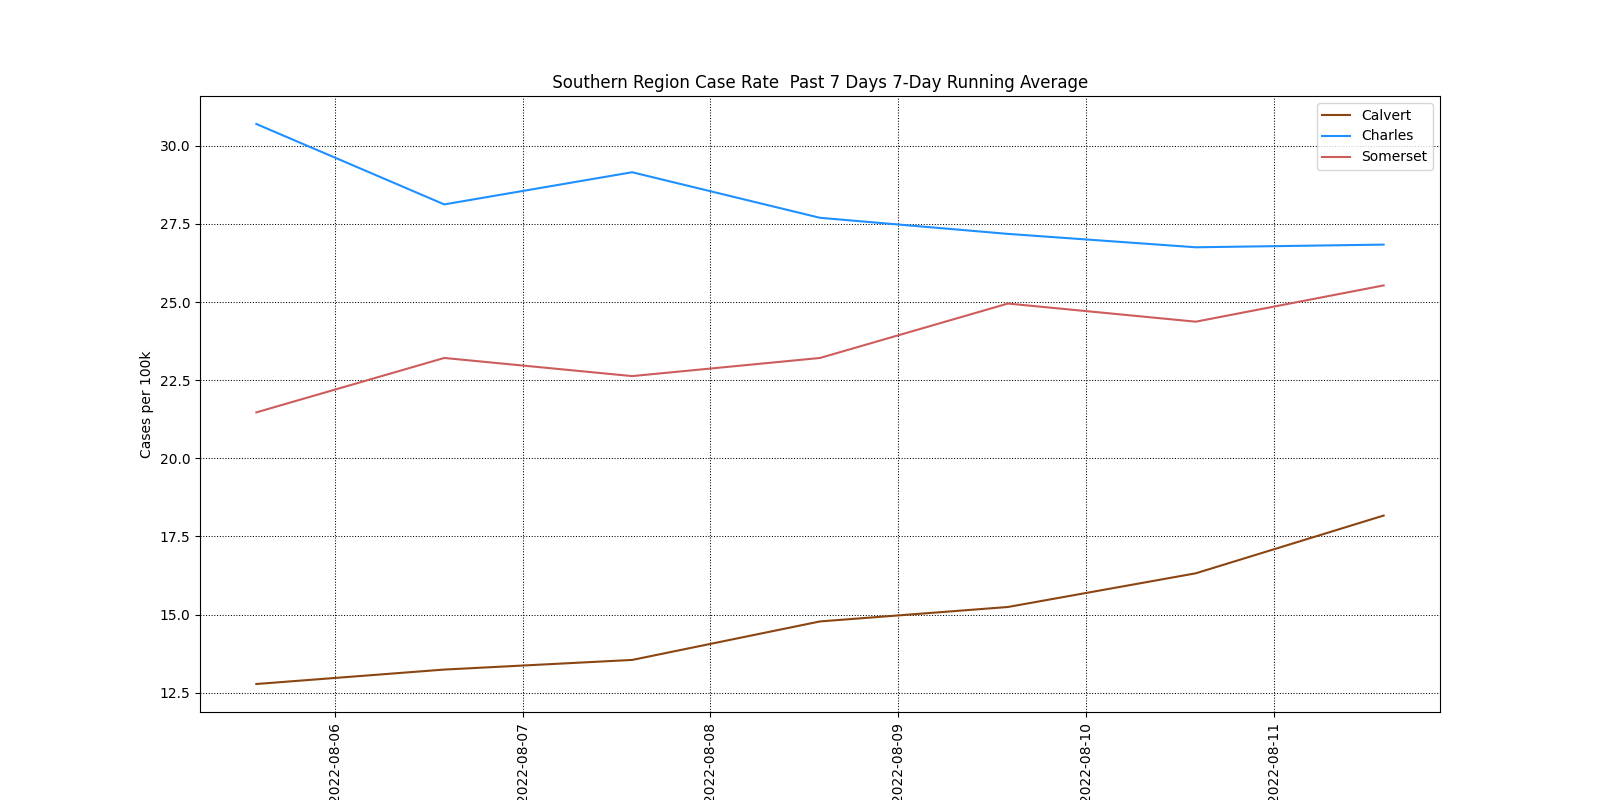 Southern Region Case Rate  Past 7 Days 7-Day Running Average
Calvert
Charles
Somerset
Cases per 100k
30.0
27.5
25.0
22.5
20.0
17.5
15.0
12.5
2022-08-06
2022-08-07
2022-08-08
2022-08-09
2022-08-10
2022-08-11